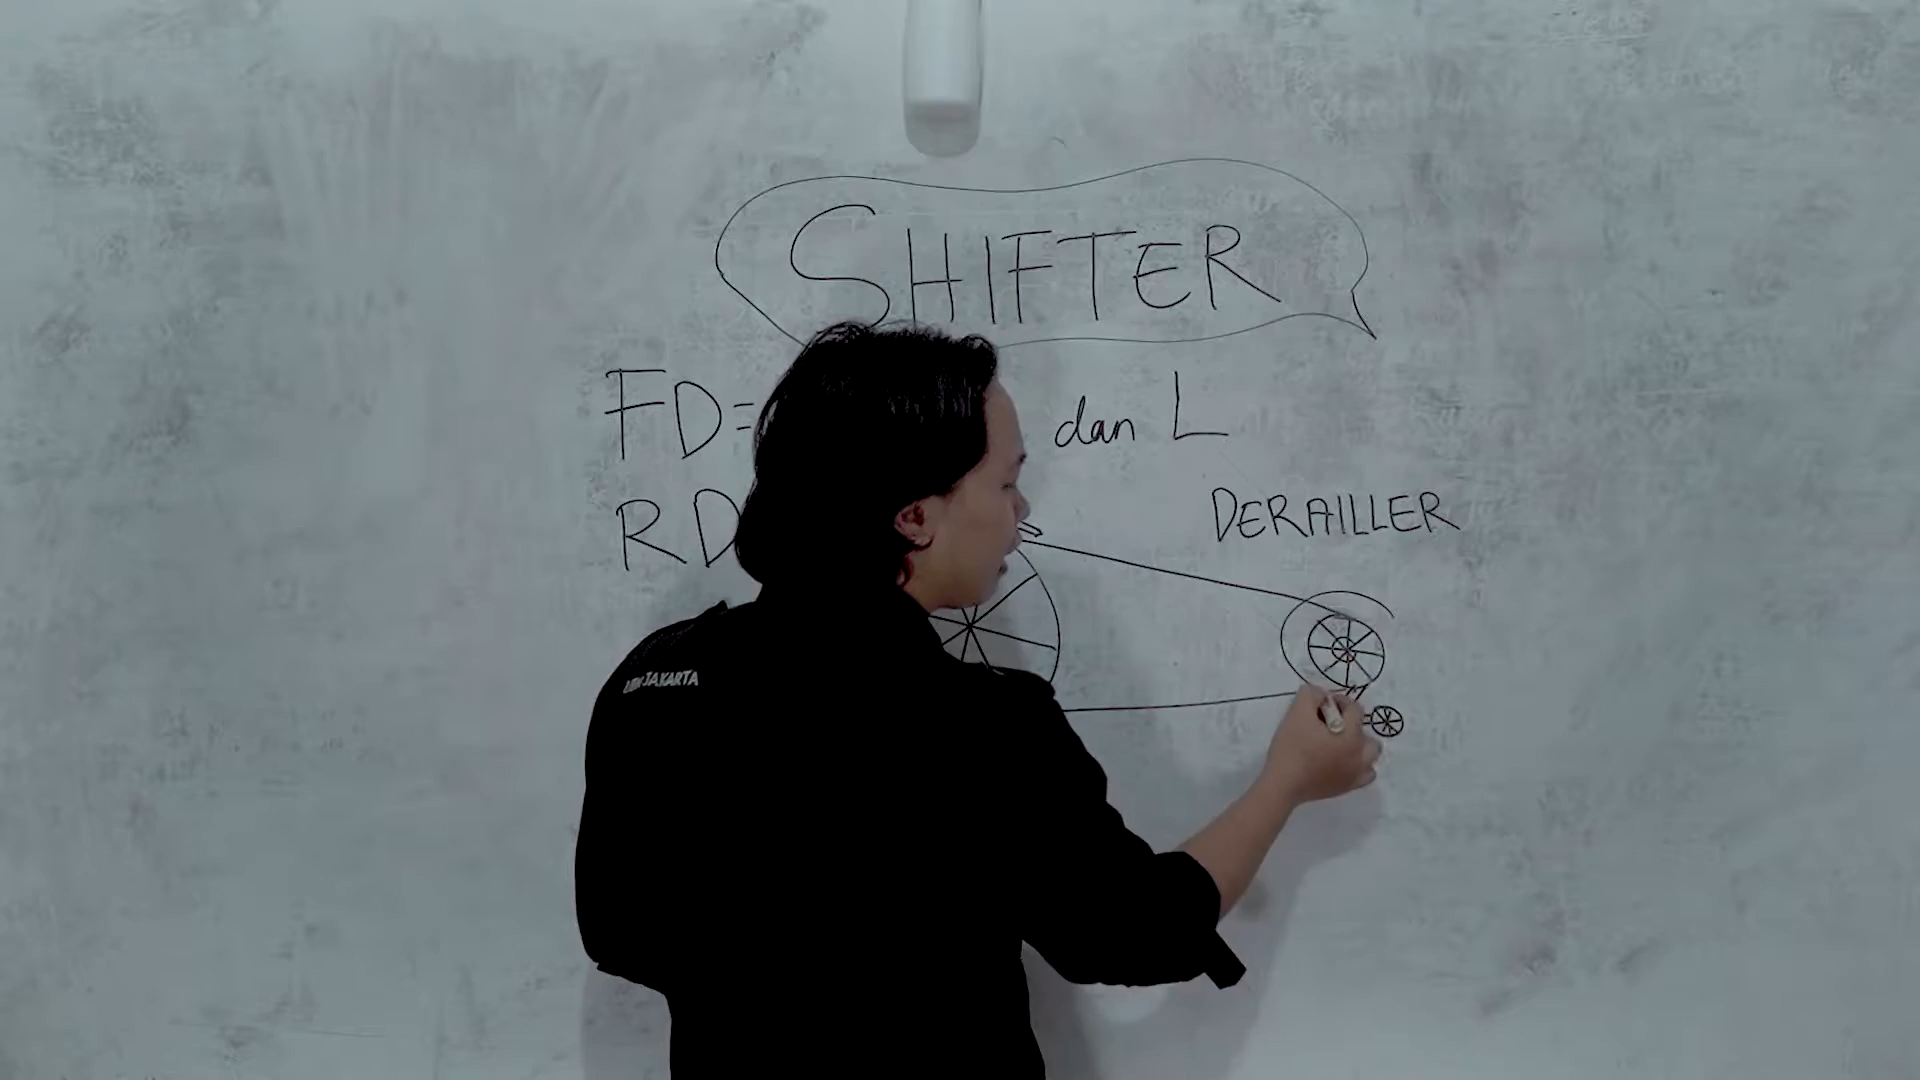 SHIFTER
FD= dan L
RD
DERAILLER
JAKARTA